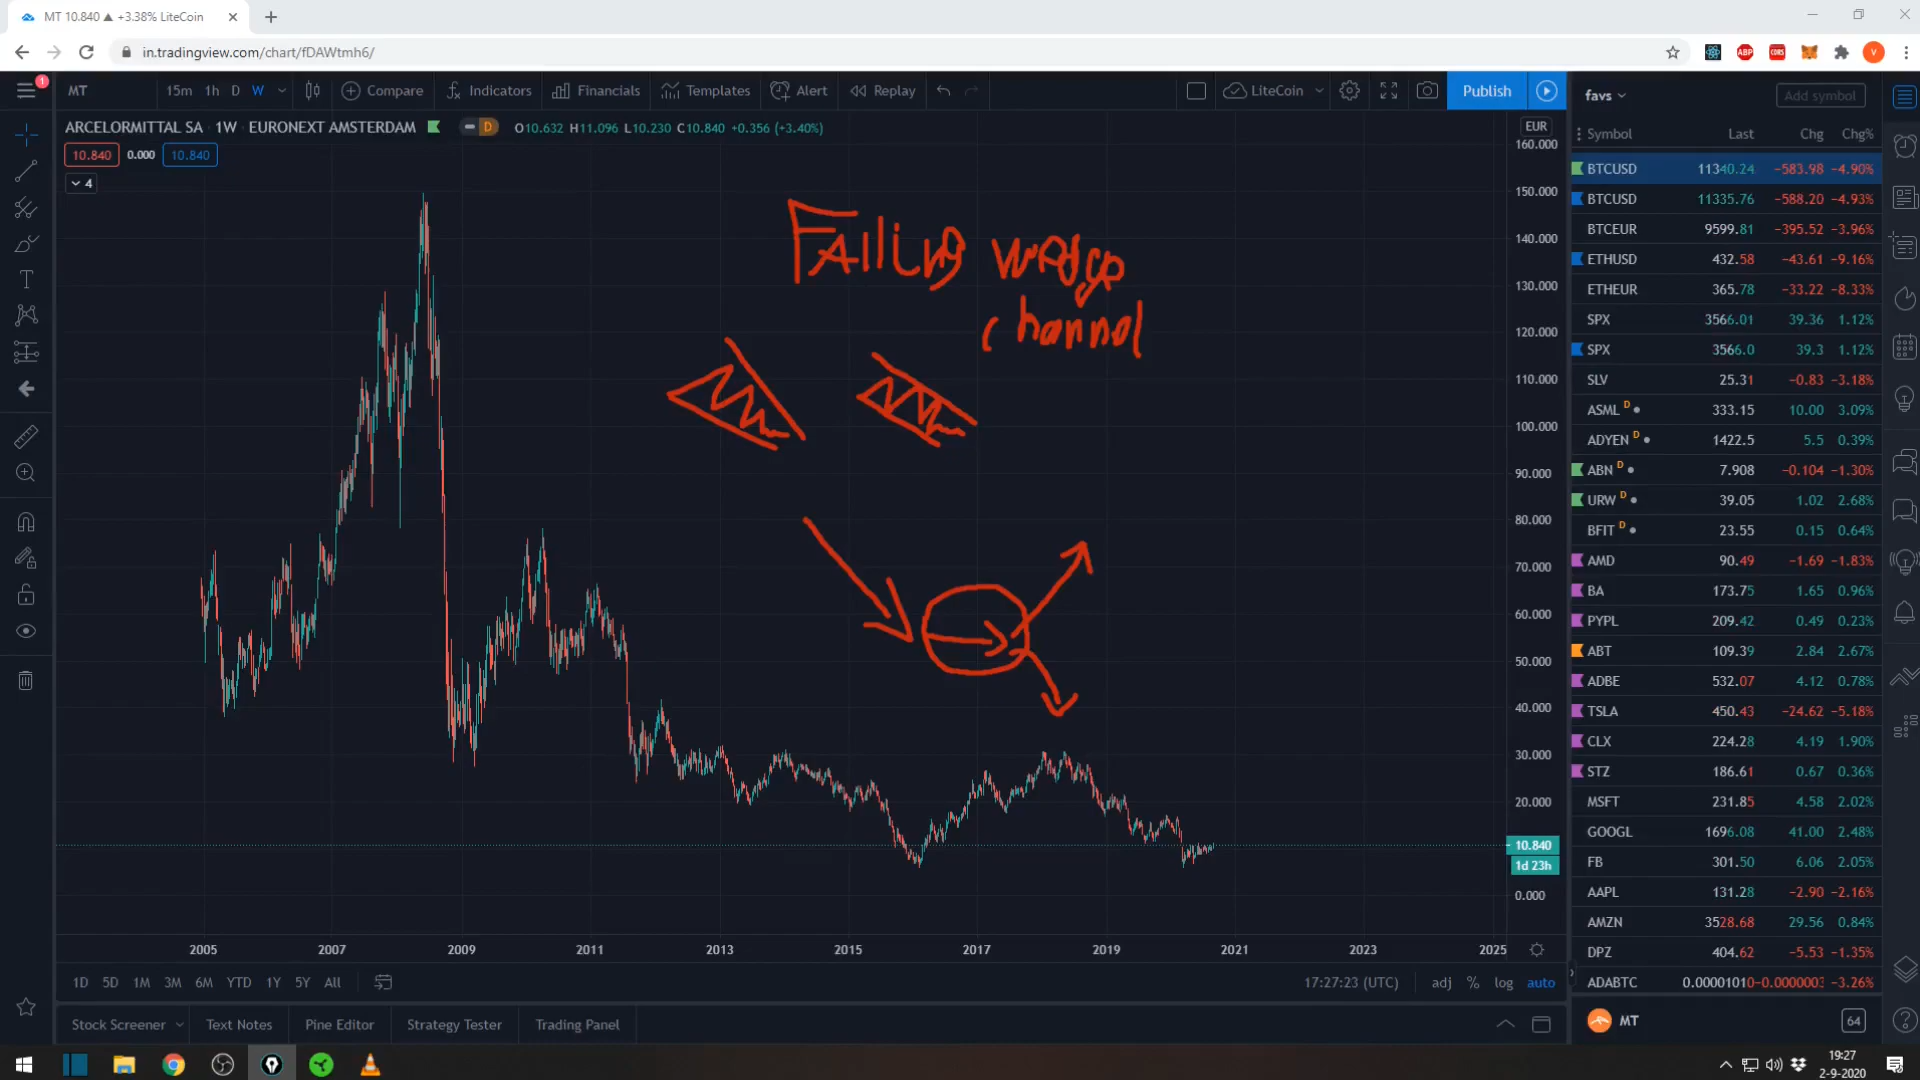 MT 10.840 ▲ +3.38% LiteCoin
in.tradingview.com/chart/fDAWtmh6/
ABP
CORS
V
1
MT 15m 1h D W Compare Indicators Financials Templates Alert Replay LiteCoin Publish
ARCELORMITTAL SA · 1W · EURONEXT AMSTERDAM D O10.632 H11.096 L10.230 C10.840 +0.356 (+3.40%)
10.840 0.000 10.840
4
EUR
160.000
150.000
140.000
130.000
120.000
110.000
100.000
90.000
80.000
70.000
60.000
50.000
40.000
30.000
20.000
10.840
1d 23h
0.000
FAlling wedge
channel
2005 2007 2009 2011 2013 2015 2017 2019 2021 2023 2025
1D 5D 1M 3M 6M YTD 1Y 5Y All 17:27:23 (UTC) adj % log auto
Stock Screener Text Notes Pine Editor Strategy Tester Trading Panel
favs Add symbol
Symbol Last Chg Chg%
BTCUSD 11340.24 −583.98 −4.90%
BTCUSD 11335.76 −588.20 −4.93%
BTCEUR 9599.81 −395.52 −3.96%
ETHUSD 432.58 −43.61 −9.16%
ETHEUR 365.78 −33.22 −8.33%
SPX 3566.01 39.36 1.12%
SPX 3566.0 39.3 1.12%
SLV 25.31 −0.83 −3.18%
ASML D 333.15 10.00 3.09%
ADYEN D 1422.5 5.5 0.39%
ABN D 7.908 −0.104 −1.30%
URW D 39.05 1.02 2.68%
BFIT D 23.55 0.15 0.64%
AMD 90.49 −1.69 −1.83%
BA 173.75 1.65 0.96%
PYPL 209.42 0.49 0.23%
ABT 109.39 2.84 2.67%
ADBE 532.07 4.12 0.78%
TSLA 450.43 −24.62 −5.18%
CLX 224.28 4.19 1.90%
STZ 186.61 0.67 0.36%
MSFT 231.85 4.58 2.02%
GOOGL 1696.08 41.00 2.48%
FB 301.50 6.06 2.05%
AAPL 131.28 −2.90 −2.16%
AMZN 3528.68 29.56 0.84%
DPZ 404.62 −5.53 −1.35%
ADABTC 0.00001010 −0.0000003 −3.26%
MT 64
19:27
2-9-2020